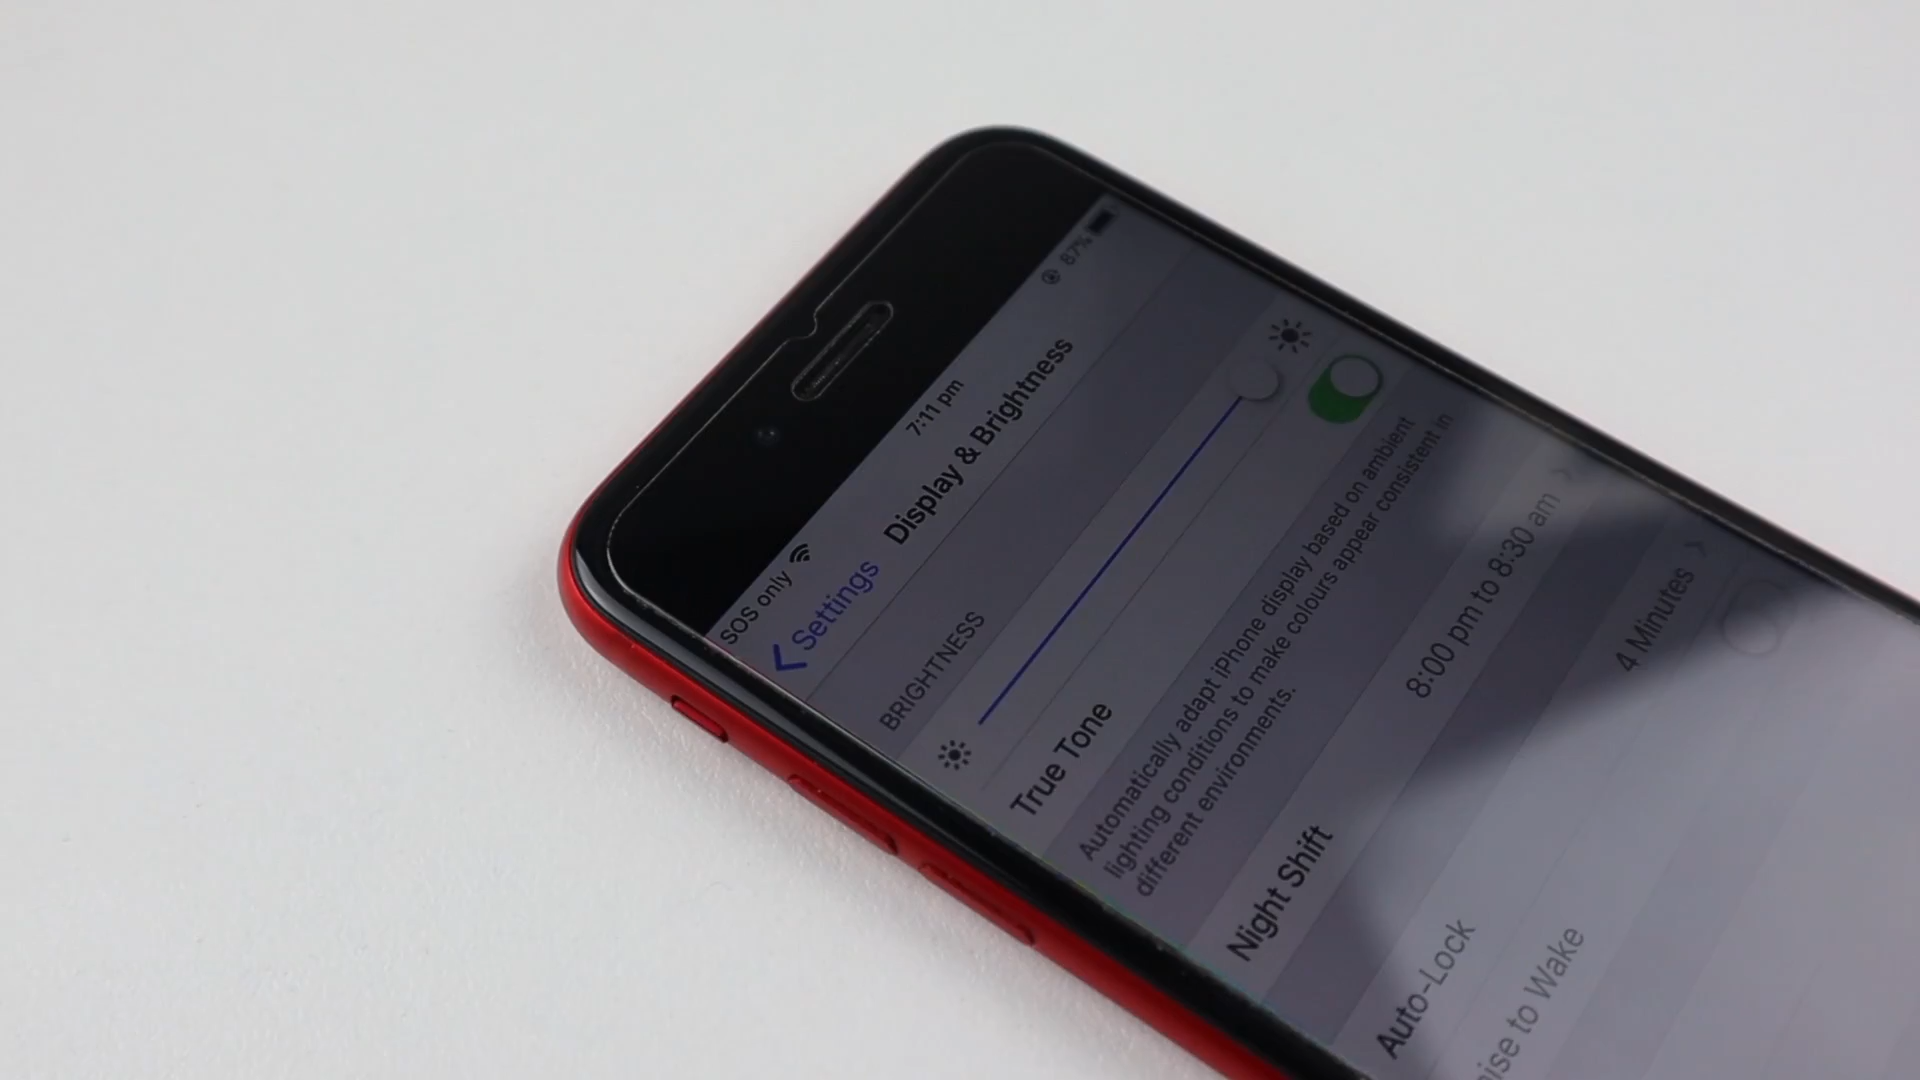 SOS only 7:11 pm 87%
Settings Display & Brightness
BRIGHTNESS
True Tone
Automatically adapt iPhone display based on ambient
lighting conditions to make colours appear consistent in
different environments.
Night Shift 8:00 pm to 8:30 am
Auto-Lock 4 Minutes
aise to Wake